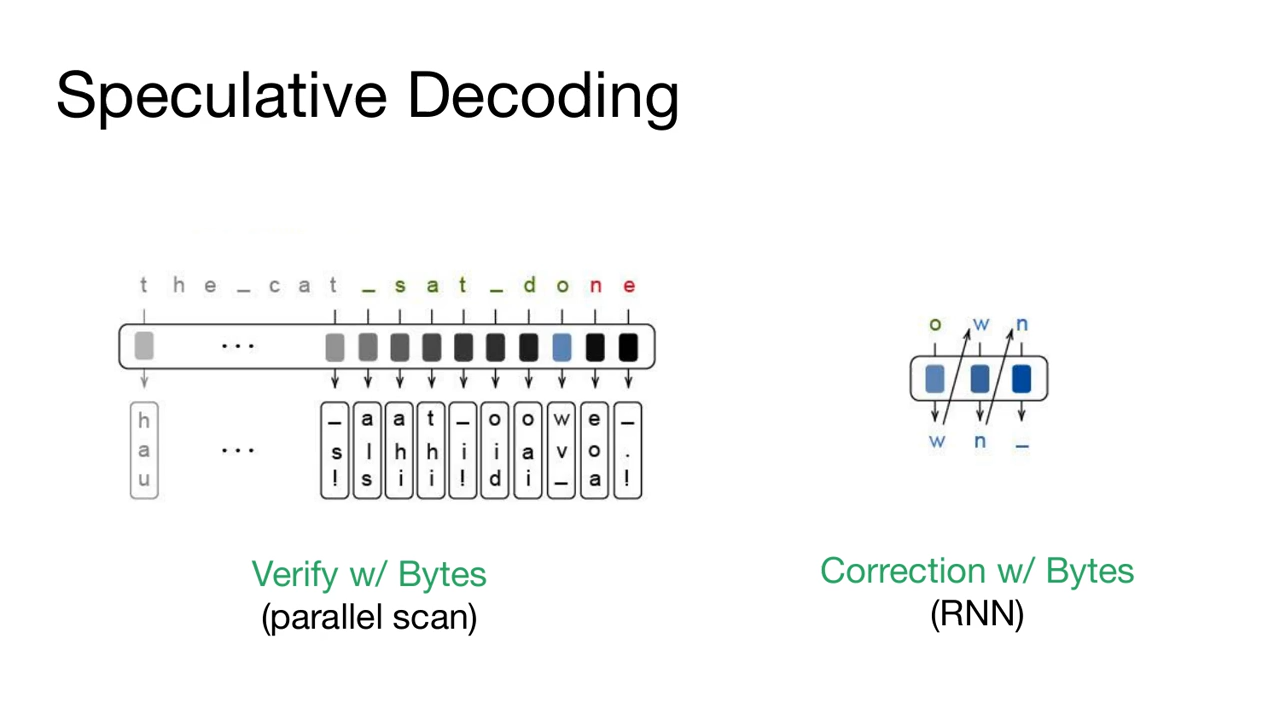 Speculative Decoding
t h e _ c a t _ s a t _ d o n e
... 
h _ a a t _ o o w e _
a ... s l h h i i a v o .
u ! s i i ! d i _ a !
o w n
w n _
Verify w/ Bytes
(parallel scan)
Correction w/ Bytes
(RNN)